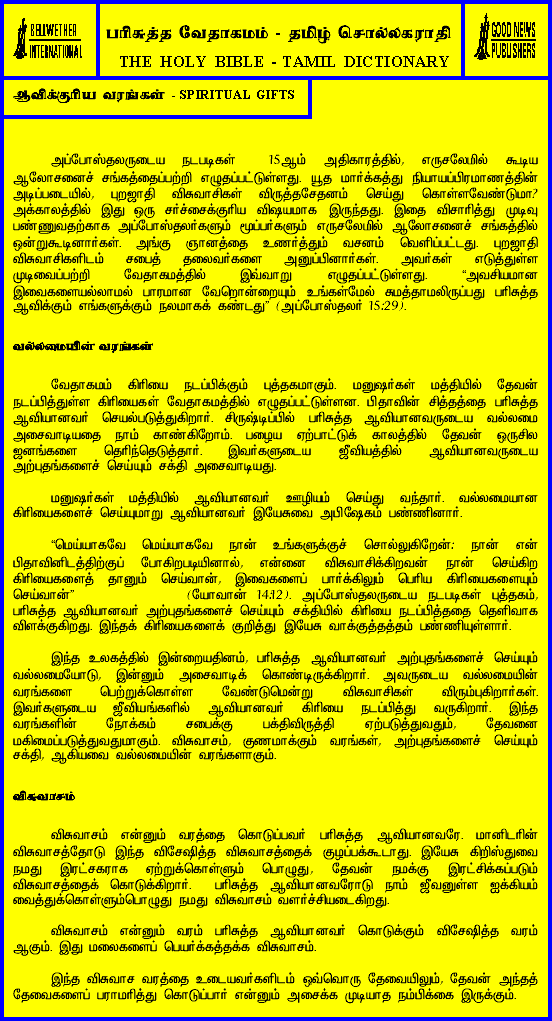 BELLWETHER
INTERNATIONAL
பரிசுத்த வேதாகமம் - தமிழ் சொல்லகராதி
THE HOLY BIBLE - TAMIL DICTIONARY
GOOD NEWS
PUBLISHERS
ஆவிக்குரிய வரங்கள் - SPIRITUAL GIFTS
அப்போஸ்தலருடைய நடபடிகள் 15ஆம் அதிகாரத்தில், எருசலேமில் கூடிய
ஆலோசனைச் சங்கத்தைப்பற்றி எழுதப்பட்டுள்ளது. யூத மார்க்கத்து நியாயப்பிரமாணத்தின்
அடிப்படையில், புறஜாதி விசுவாசிகள் விருத்தசேதனம் செய்து கொள்ளவேண்டுமா?
அக்காலத்தில் இது ஒரு சர்ச்சைக்குரிய விஷயமாக இருந்தது. இதை விசாரித்து முடிவு
பண்ணுவதற்காக அப்போஸ்தலர்களும் மூப்பர்களும் எருசலேமில் ஆலோசனைச் சங்கத்தில்
ஒன்றுகூடினார்கள். அங்கு ஞானத்தை உணர்த்தும் வசனம் வெளிப்பட்டது. புறஜாதி
விசுவாசிகளிடம் சபைத் தலைவர்களை அனுப்பினார்கள். அவர்கள் எடுத்துள்ள
முடிவைப்பற்றி வேதாகமத்தில் இவ்வாறு எழுதப்பட்டுள்ளது. "அவசியமான
இவைகளையல்லாமல் பாரமான வேறொன்றையும் உங்கள்மேல் சுமத்தாமலிருப்பது பரிசுத்த
ஆவிக்கும் எங்களுக்கும் நலமாகக் கண்டது" (அப்போஸ்தலர் 15:29).
வல்லமையின் வரங்கள்
வேதாகமம் கிரியை நடப்பிக்கும் புத்தகமாகும். மனுஷர்கள் மத்தியில் தேவன்
நடப்பித்துள்ள கிரியைகள் வேதாகமத்தில் எழுதப்பட்டுள்ளன. பிதாவின் சித்தத்தை பரிசுத்த
ஆவியானவர் செயல்படுத்துகிறார். சிருஷ்டிப்பில் பரிசுத்த ஆவியானவருடைய வல்லமை
அசைவாடியதை நாம் காண்கிறோம். பழைய ஏற்பாட்டுக் காலத்தில் தேவன் ஒருசில
ஜனங்களை தெரிந்தெடுத்தார். இவர்களுடைய ஜீவியத்தில் ஆவியானவருடைய
அற்புதங்களைச் செய்யும் சக்தி அசைவாடியது.
மனுஷர்கள் மத்தியில் ஆவியானவர் ஊழியம் செய்து வந்தார். வல்லமையான
கிரியைகளைச் செய்யுமாறு ஆவியானவர் இயேசுவை அபிஷேகம் பண்ணினார்.
"மெய்யாகவே மெய்யாகவே நான் உங்களுக்குச் சொல்லுகிறேன்: நான் என்
பிதாவினிடத்திற்குப் போகிறபடியினால், என்னை விசுவாசிக்கிறவன் நான் செய்கிற
கிரியைகளைத் தானும் செய்வான், இவைகளைப் பார்க்கிலும் பெரிய கிரியைகளையும்
செய்வான்" (யோவான் 14:12). அப்போஸ்தலருடைய நடபடிகள் புத்தகம்,
பரிசுத்த ஆவியானவர் அற்புதங்களைச் செய்யும் சக்தியில் கிரியை நடப்பித்ததை தெளிவாக
விளக்குகிறது. இந்தக் கிரியைகளைக் குறித்து இயேசு வாக்குத்தத்தம் பண்ணியுள்ளார்.
இந்த உலகத்தில் இன்றையதினம், பரிசுத்த ஆவியானவர் அற்புதங்களைச் செய்யும்
வல்லமையோடு, இன்னும் அசைவாடிக் கொண்டிருக்கிறார். அவருடைய வல்லமையின்
வரங்களை பெற்றுக்கொள்ள வேண்டுமென்று விசுவாசிகள் விரும்புகிறார்கள்.
இவர்களுடைய ஜீவியங்களில் ஆவியானவர் கிரியை நடப்பித்து வருகிறார். இந்த
வரங்களின் நோக்கம் சபைக்கு பக்திவிருத்தி ஏற்படுத்துவதும், தேவனை
மகிமைப்படுத்துவதுமாகும். விசுவாசம், குணமாக்கும் வரங்கள், அற்புதங்களைச் செய்யும்
சக்தி, ஆகியவை வல்லமையின் வரங்களாகும்.
விசுவாசம்
விசுவாசம் என்னும் வரத்தை கொடுப்பவர் பரிசுத்த ஆவியானவரே. மானிடரின்
விசுவாசத்தோடு இந்த விசேஷித்த விசுவாசத்தைக் குழப்பக்கூடாது. இயேசு கிறிஸ்துவை
நமது இரட்சகராக ஏற்றுக்கொள்ளும் பொழுது, தேவன் நமக்கு இரட்சிக்கப்படும்
விசுவாசத்தைக் கொடுக்கிறார். பரிசுத்த ஆவியானவரோடு நாம் ஜீவனுள்ள ஐக்கியம்
வைத்துக்கொள்ளும்பொழுது நமது விசுவாசம் வளர்ச்சியடைகிறது.
விசுவாசம் என்னும் வரம் பரிசுத்த ஆவியானவர் கொடுக்கும் விசேஷித்த வரம்
ஆகும். இது மலைகளைப் பெயர்க்கத்தக்க விசுவாசம்.
இந்த விசுவாச வரத்தை உடையவர்களிடம் ஒவ்வொரு தேவையிலும், தேவன் அந்தத்
தேவைகளைப் பராமரித்து கொடுப்பார் என்னும் அசைக்க முடியாத நம்பிக்கை இருக்கும்.